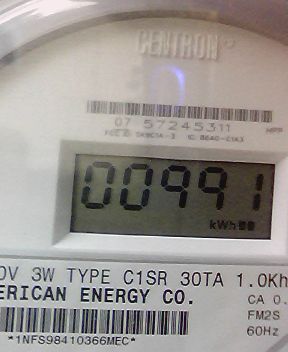 CENTRON
07 57245311
00991
kWh
0V 3W TYPE C1SR 30TA 1.0Kh
ERICAN ENERGY CO.
CA 0.
FM2S
60Hz
*1NFS98410366MEC*